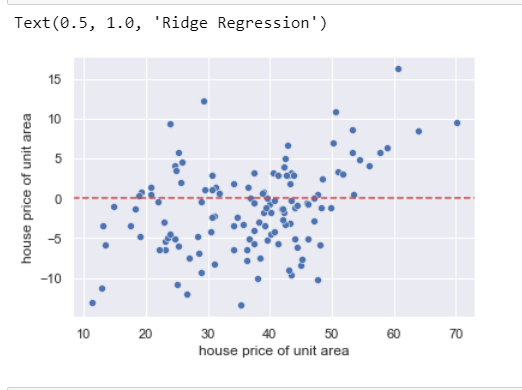 Text(0.5, 1.0, 'Ridge Regression')
15
10
5
0
−5
−10
house price of unit area
10 20 30 40 50 60 70
house price of unit area